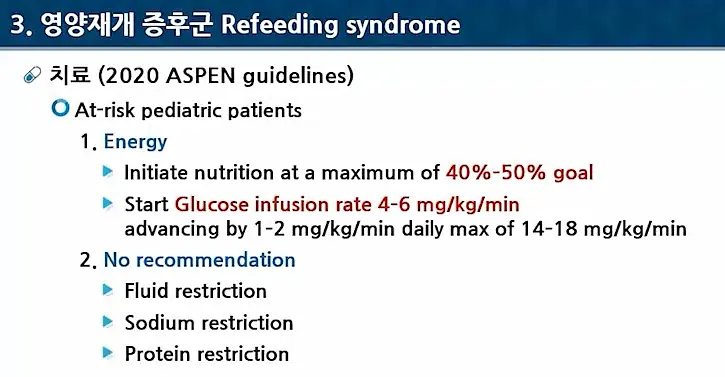 3. 영양재개 증후군 Refeeding syndrome
치료 (2020 ASPEN guidelines)
At-risk pediatric patients
1. Energy
Initiate nutrition at a maximum of 40%-50% goal
Start Glucose infusion rate 4-6 mg/kg/min
advancing by 1-2 mg/kg/min daily max of 14-18 mg/kg/min
2. No recommendation
Fluid restriction
Sodium restriction
Protein restriction